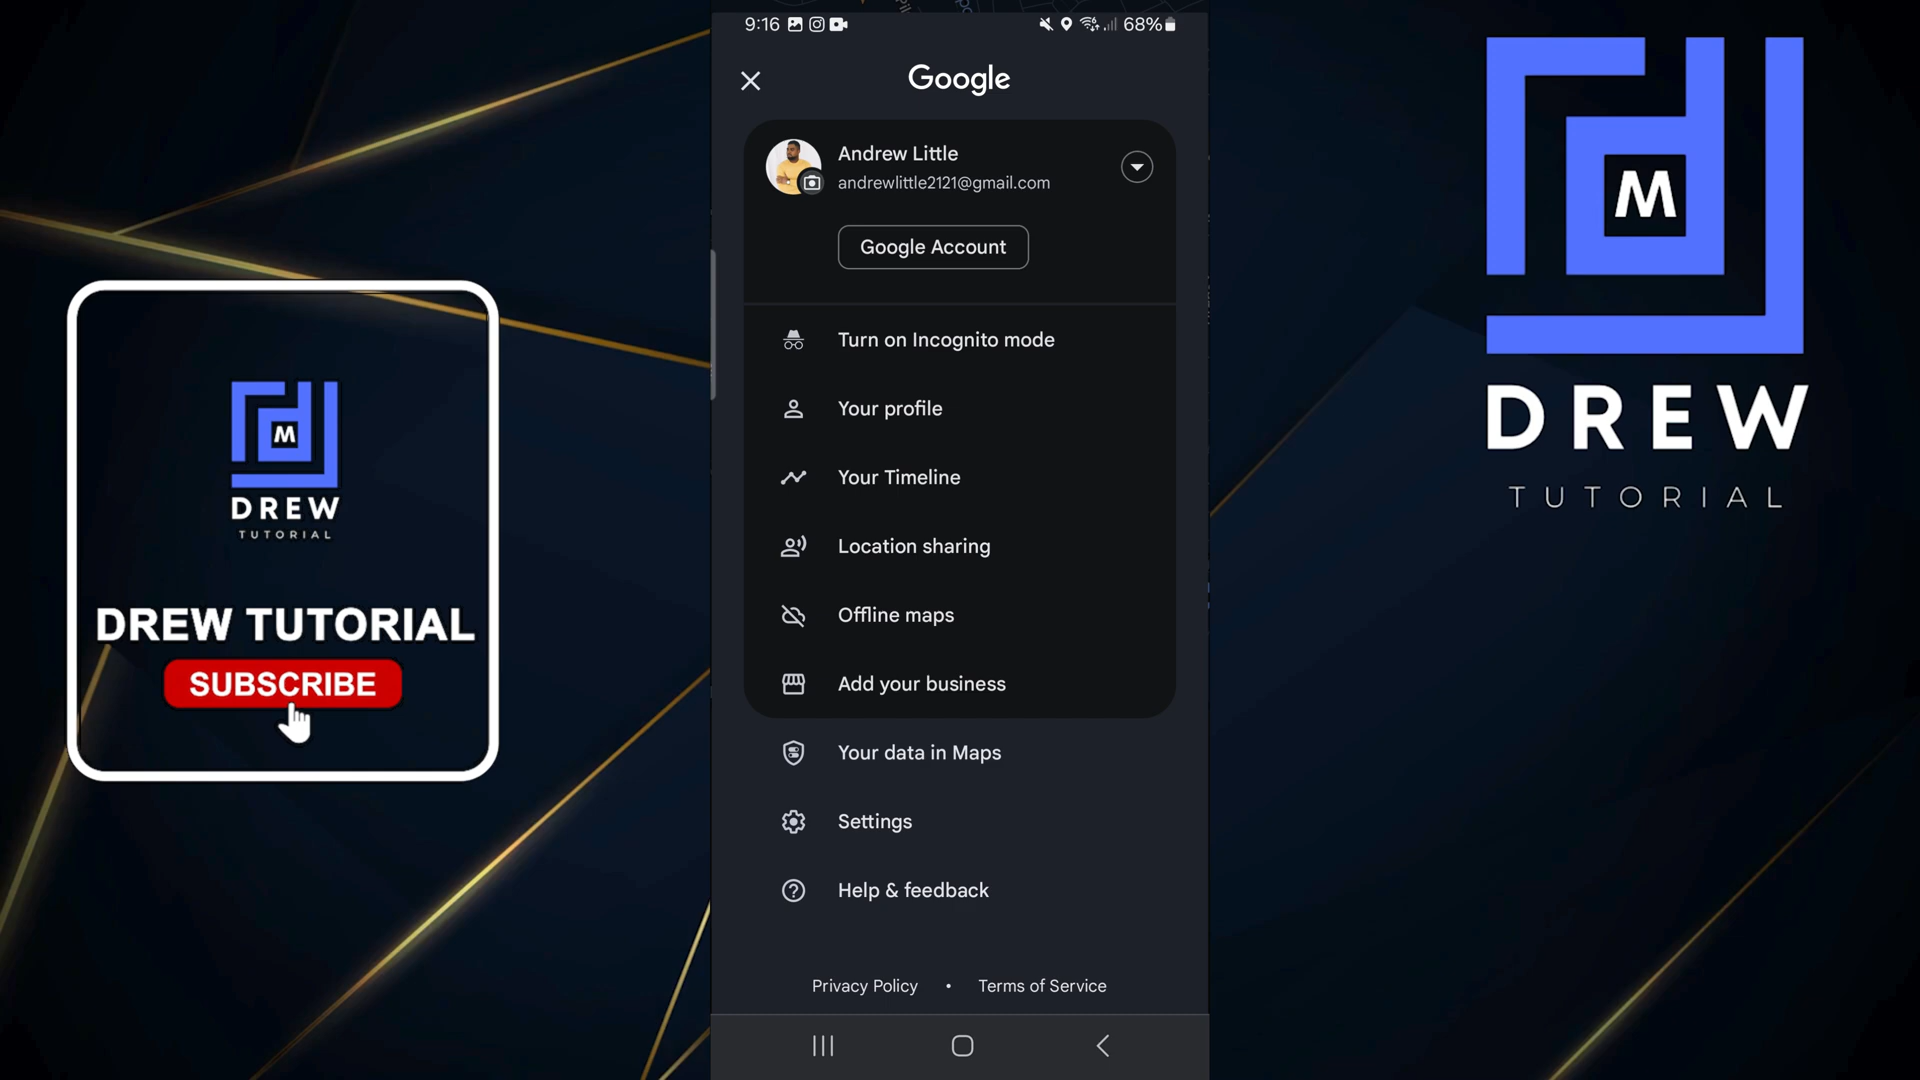 9:16
68%
Google
Andrew Little
andrewlittle2121@gmail.com
Google Account
Turn on Incognito mode
Your profile
Your Timeline
Location sharing
Offline maps
Add your business
Your data in Maps
Settings
Help & feedback
Privacy Policy • Terms of Service
M
DREW
TUTORIAL
DREW TUTORIAL
SUBSCRIBE
M
DREW
TUTORIAL